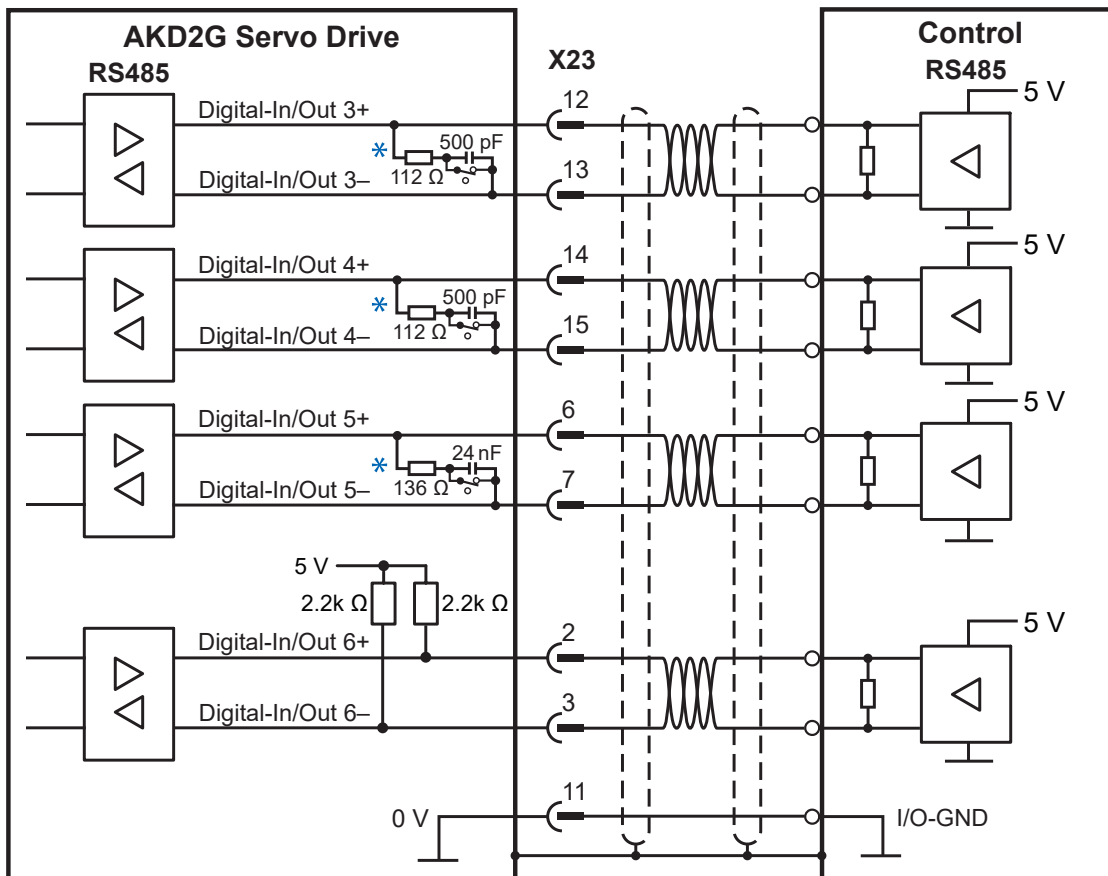 AKD2G Servo Drive
Control
X23
RS485
RS485
5 V
Digital-In/Out 3+
12
* 500 pF
112 Ω
Digital-In/Out 3–
13
5 V
Digital-In/Out 4+
14
* 500 pF
112 Ω
Digital-In/Out 4–
15
5 V
Digital-In/Out 5+
6
* 24 nF
136 Ω
Digital-In/Out 5–
7
5 V
2.2k Ω
2.2k Ω
5 V
Digital-In/Out 6+
2
Digital-In/Out 6–
3
11
0 V
I/O-GND